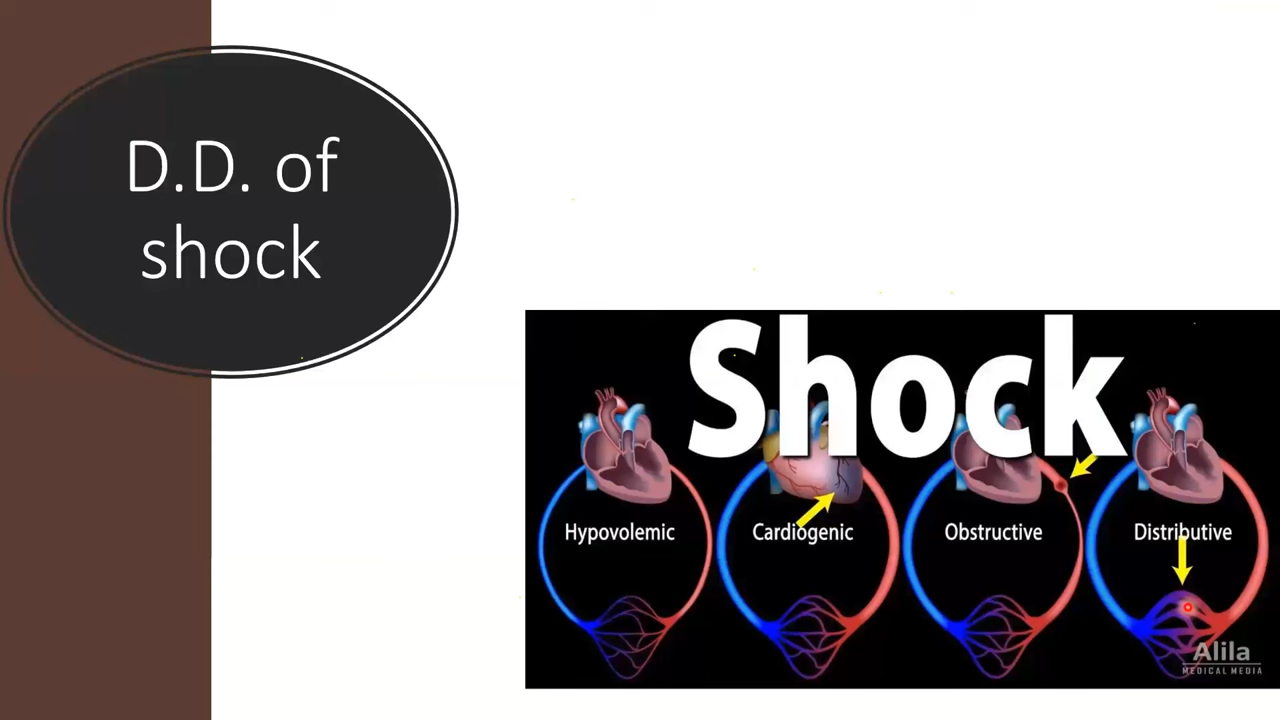 D.D. of
shock
Shock
Hypovolemic
Cardiogenic
Obstructive
Distributive
Alila
MEDICAL MEDIA